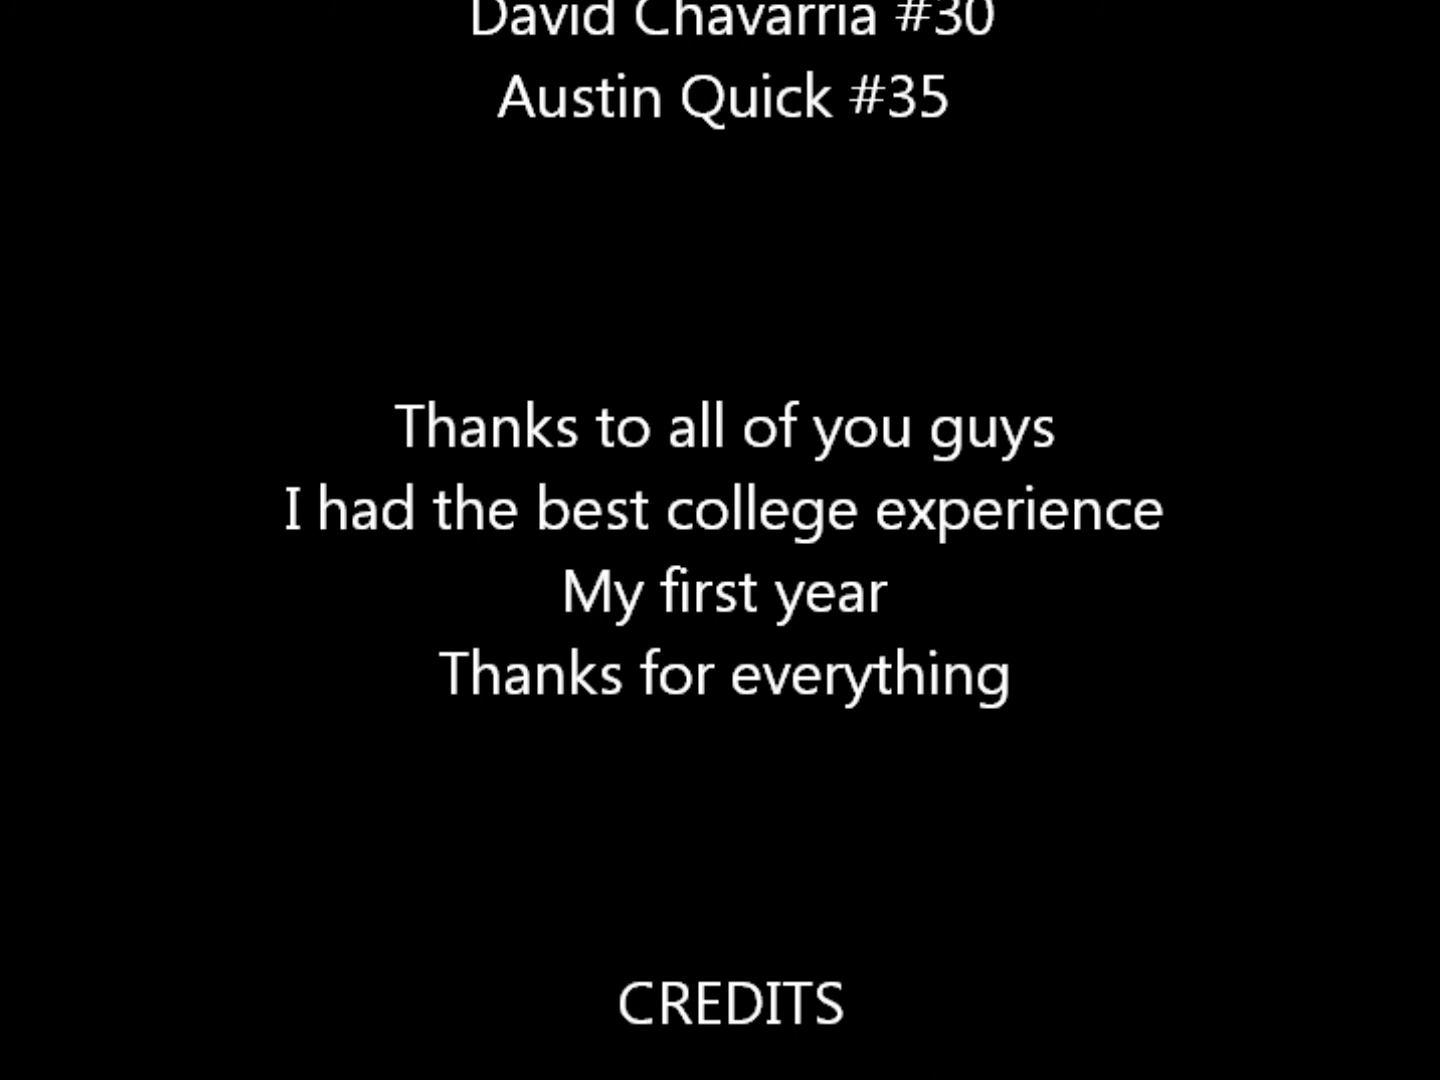 David Chavarria #30
Austin Quick #35
Thanks to all of you guys
I had the best college experience
My first year
Thanks for everything
CREDITS